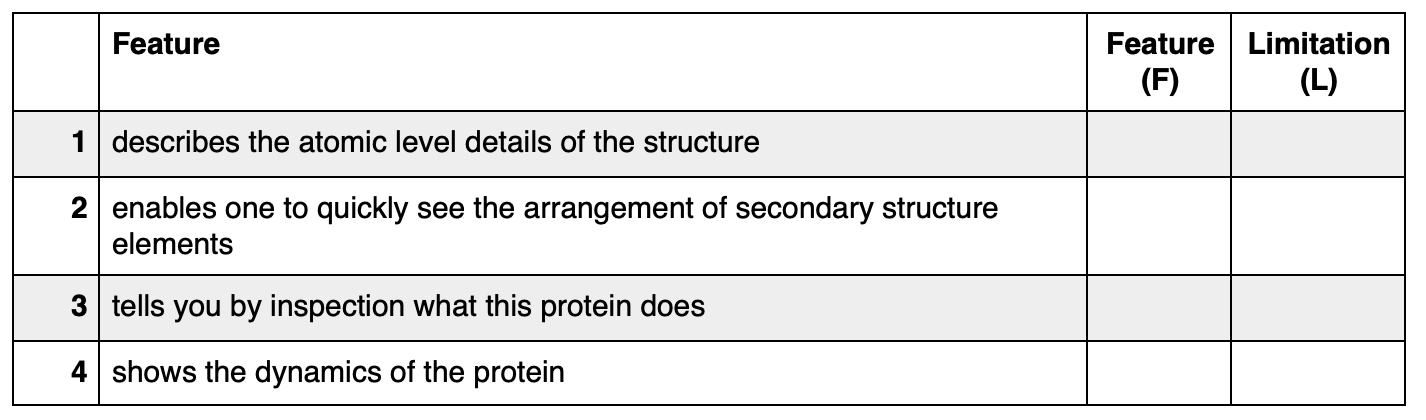 Feature
Feature
(F)
Limitation
(L)
1 describes the atomic level details of the structure
2 enables one to quickly see the arrangement of secondary structure
elements
3 tells you by inspection what this protein does
4 shows the dynamics of the protein